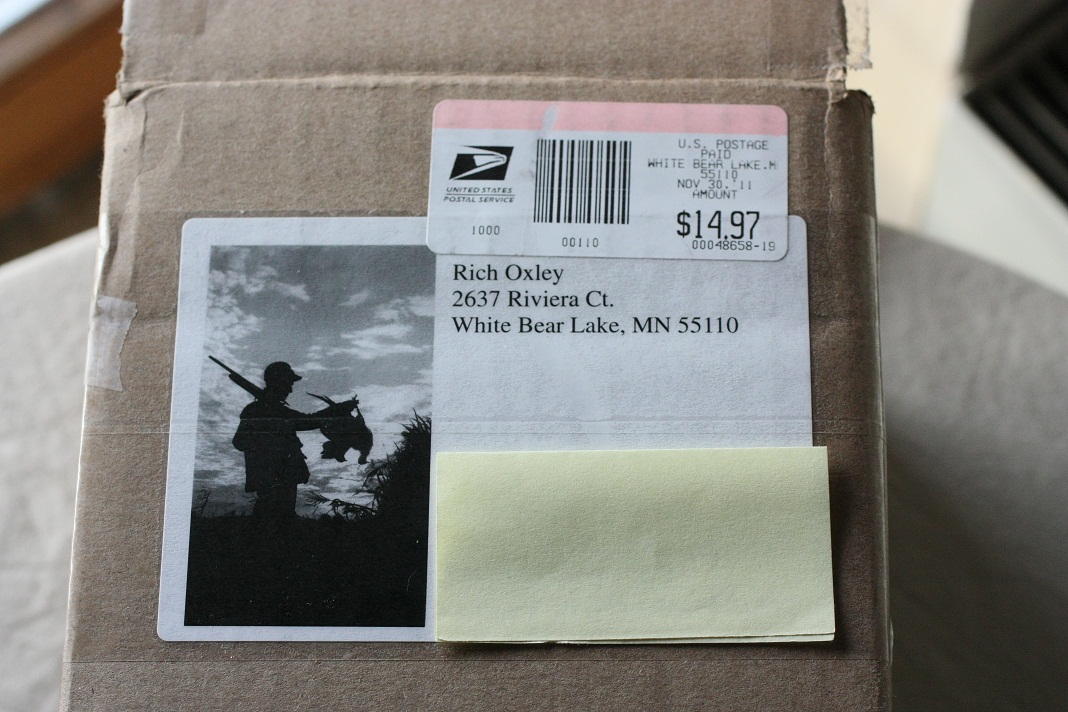 U.S. POSTAGE
PAID
WHITE BEAR LAKE.M
55110
NOV 30.'11
AMOUNT
$14.97
00048658-19
UNITED STATES
POSTAL SERVICE
1000
00110
Rich Oxley
2637 Riviera Ct.
White Bear Lake, MN 55110